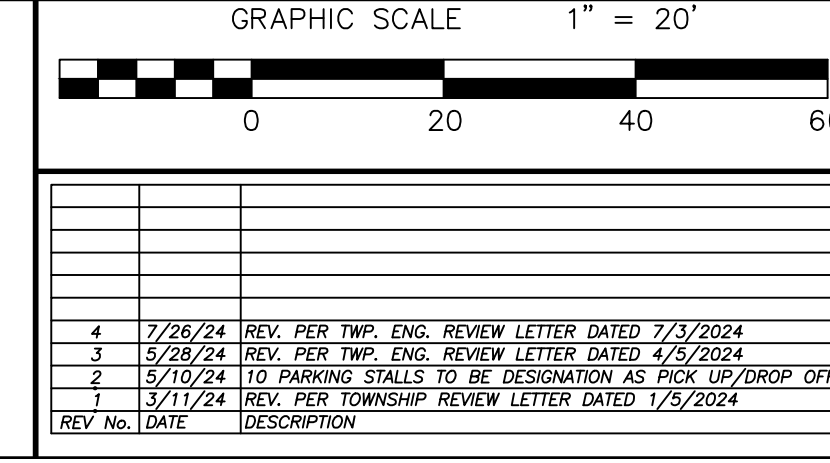 GRAPHIC SCALE 1" = 20'
0 20 40
4 7/26/24 REV. PER TWP. ENG. REVIEW LETTER DATED 7/3/2024
3 5/28/24 REV. PER TWP. ENG. REVIEW LETTER DATED 4/5/2024
2 5/10/24 10 PARKING STALLS TO BE DESIGNATION AS PICK UP/DROP OFF
1 3/11/24 REV. PER TOWNSHIP REVIEW LETTER DATED 1/5/2024
REV No. DATE DESCRIPTION